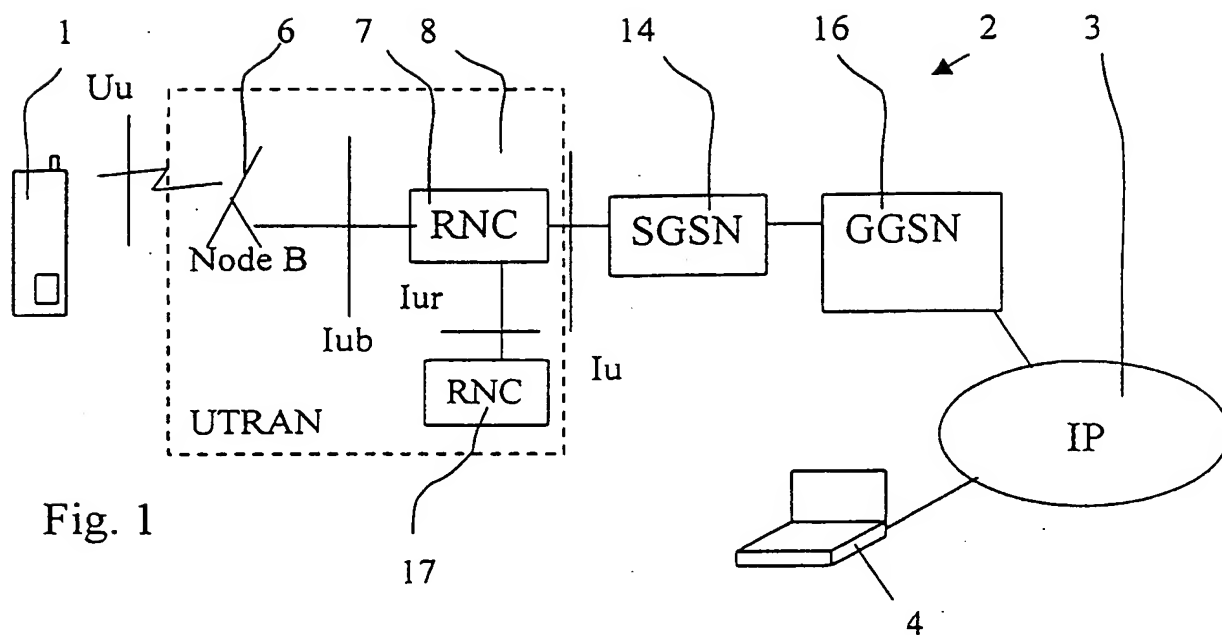 1 6 7 8 14 16 2 3
Uu
RNC SGSN GGSN
Node B
Iur
Iub
Iu
RNC
UTRAN
IP
Fig. 1
17
4